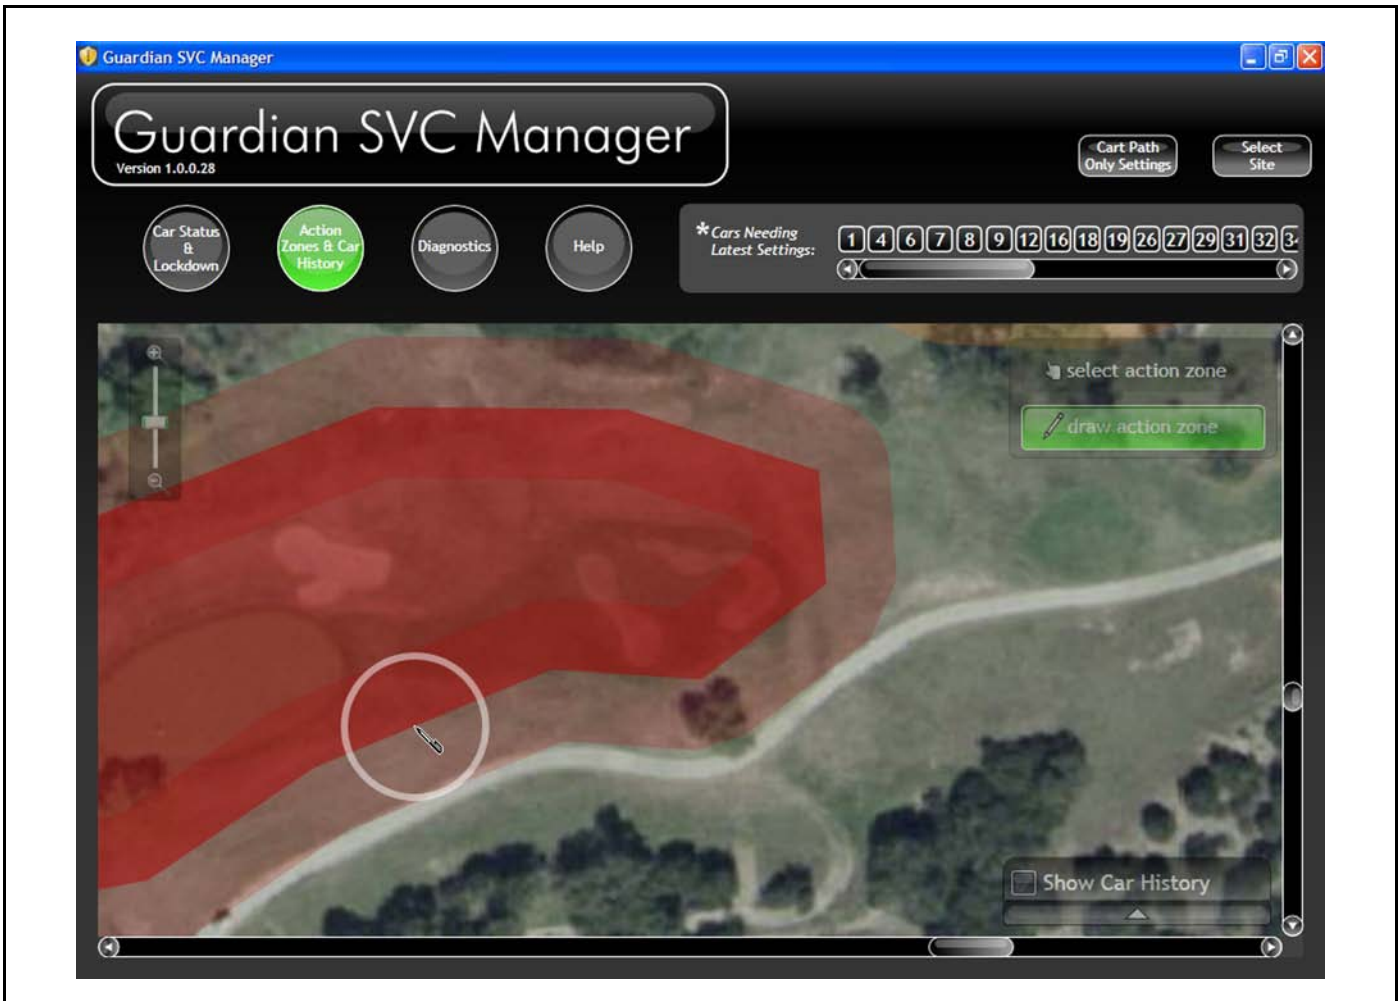 Guardian SVC Manager
Guardian SVC Manager
Version 1.0.0.28
Cart Path
Only Settings
Select
Site
Car Status
&
Lockdown
Action
Zones & Car
History
Diagnostics
Help
*Cars Needing
Latest Settings:
1 4 6 7 8 9 12 16 18 19 26 27 29 31 32
select action zone
draw action zone
Show Car History